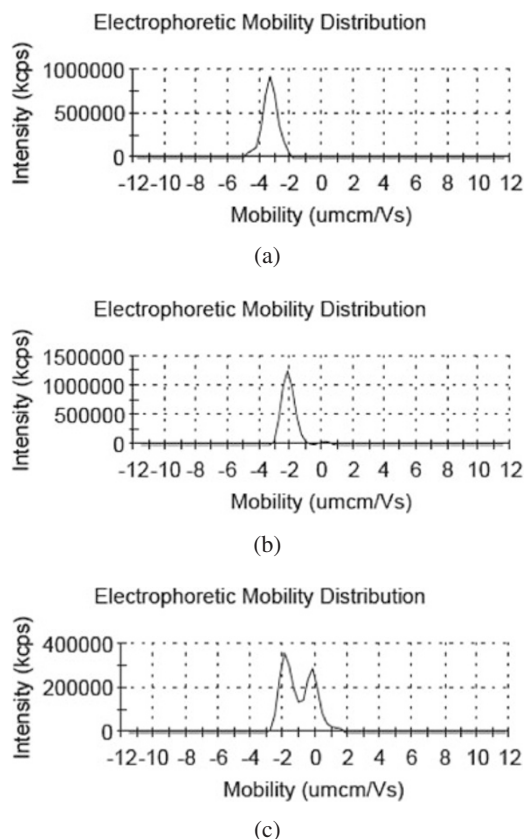 Electrophoretic Mobility Distribution
Intensity (kcps)
1000000
500000
0
-12-10 -8 -6 -4 -2 0 2 4 6 8 10 12
Mobility (umcm/Vs)
(a)
Electrophoretic Mobility Distribution
Intensity (kcps)
1500000
1000000
500000
0
-12-10 -8 -6 -4 -2 0 2 4 6 8 10 12
Mobility (umcm/Vs)
(b)
Electrophoretic Mobility Distribution
Intensity (kcps)
400000
200000
0
-12-10 -8 -6 -4 -2 0 2 4 6 8 10 12
Mobility (umcm/Vs)
(c)